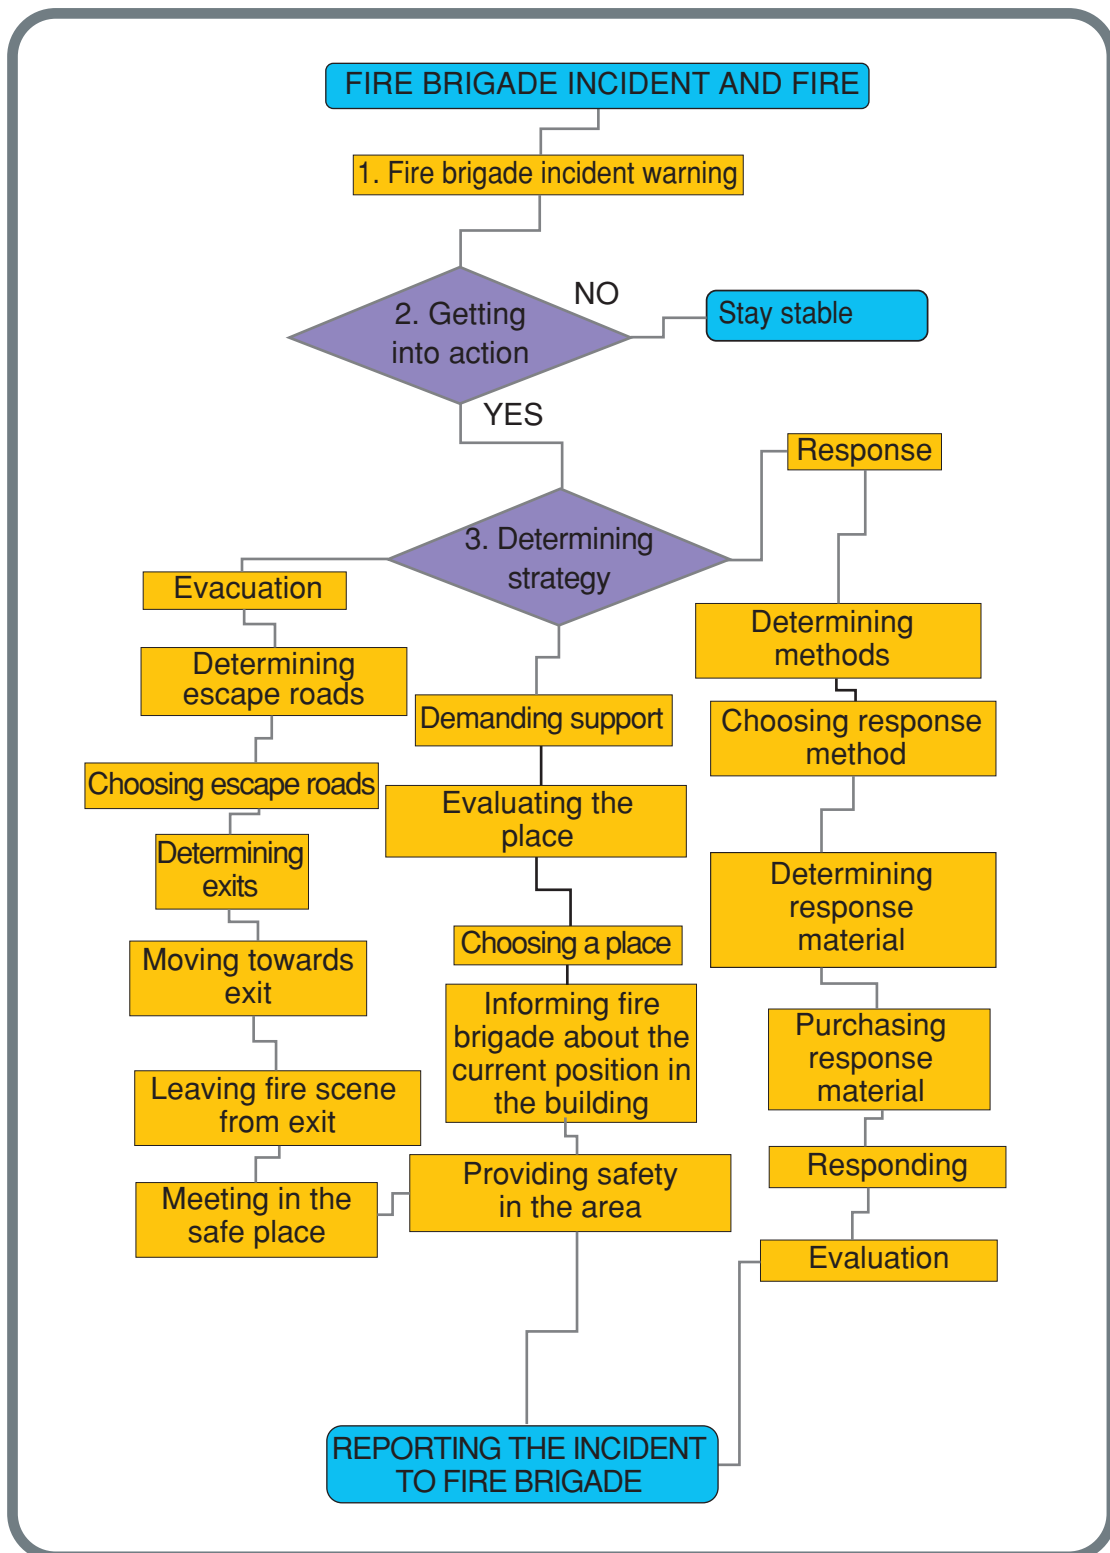 FIRE BRIGADE INCIDENT AND FIRE
1. Fire brigade incident warning
2. Getting
into action
NO
Stay stable
YES
3. Determining
strategy
Evacuation
Determining
escape roads
Choosing escape roads
Determining
exits
Moving towards
exit
Leaving fire scene
from exit
Meeting in the
safe place
Demanding support
Evaluating the
place
Choosing a place
Informing fire
brigade about the
current position in
the building
Providing safety
in the area
Response
Determining
methods
Choosing response
method
Determining
response
material
Purchasing
response
material
Responding
Evaluation
REPORTING THE INCIDENT
TO FIRE BRIGADE